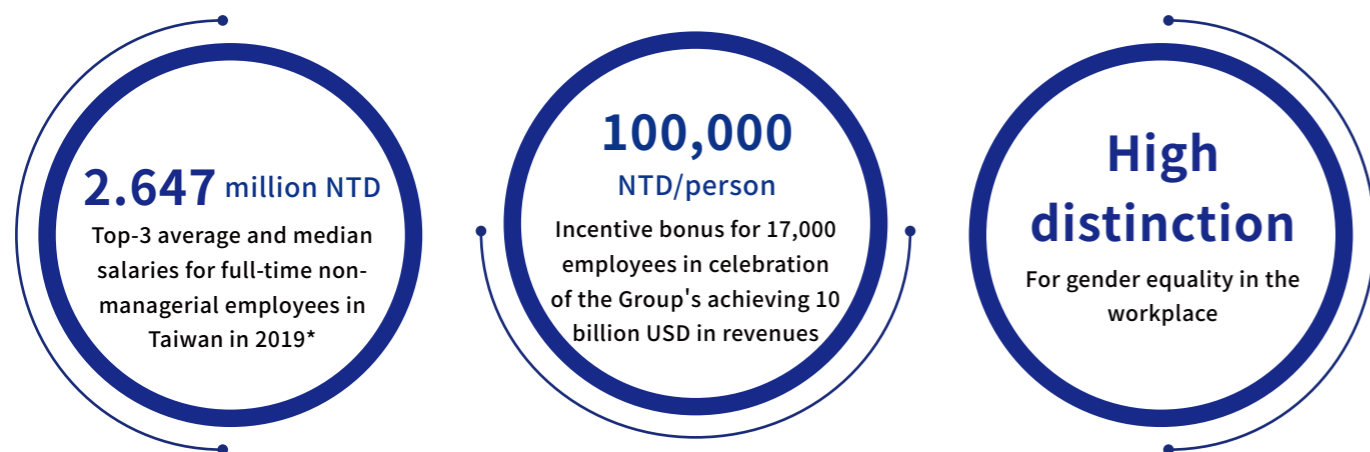 2.647 million NTD
Top-3 average and median
salaries for full-time non-
managerial employees in
Taiwan in 2019*
100,000
NTD/person
Incentive bonus for 17,000
employees in celebration
of the Group's achieving 10
billion USD in revenues
High
distinction
For gender equality in the
workplace